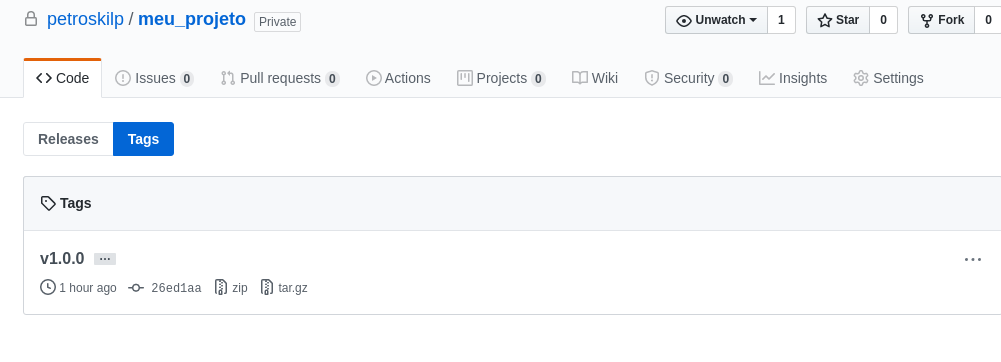 petroskilp / meu_projeto Private Unwatch 1 Star 0 Fork 0
Code Issues 0 Pull requests 0 Actions Projects 0 Wiki Security 0 Insights Settings
Releases Tags
Tags
v1.0.0 ...
1 hour ago 26ed1aa zip tar.gz